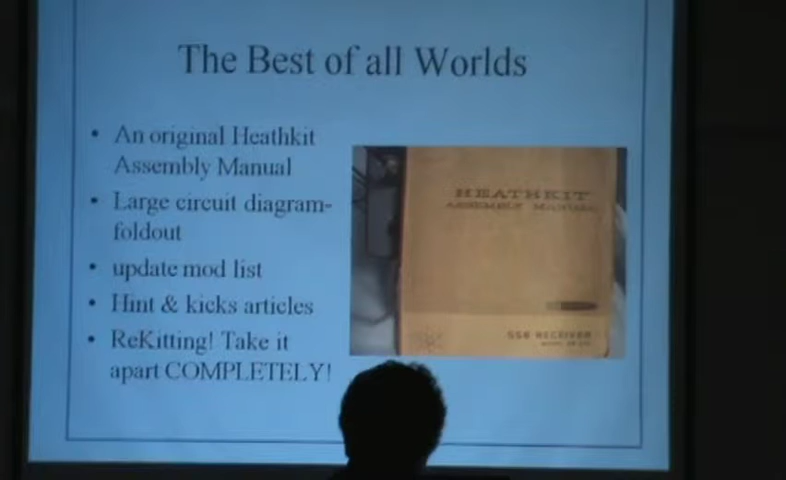 The Best of all Worlds
• An original Heathkit
Assembly Manual
• Large circuit diagram-
foldout
• update mod list
• Hint & kicks articles
• ReKitting! Take it
apart COMPLETELY!
HEATHKIT
ASSEMBLY MANUAL
SSB RECEIVER